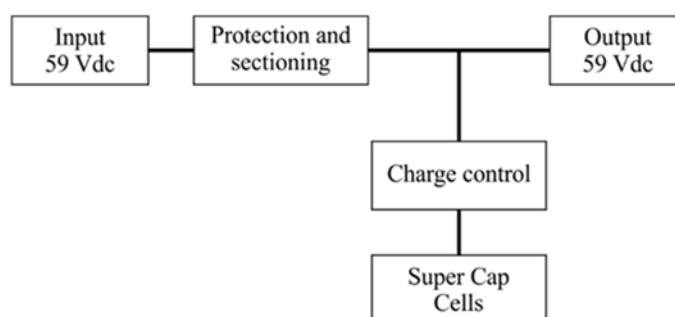 Input
59 Vdc
Protection and
sectioning
Output
59 Vdc
Charge control
Super Cap
Cells